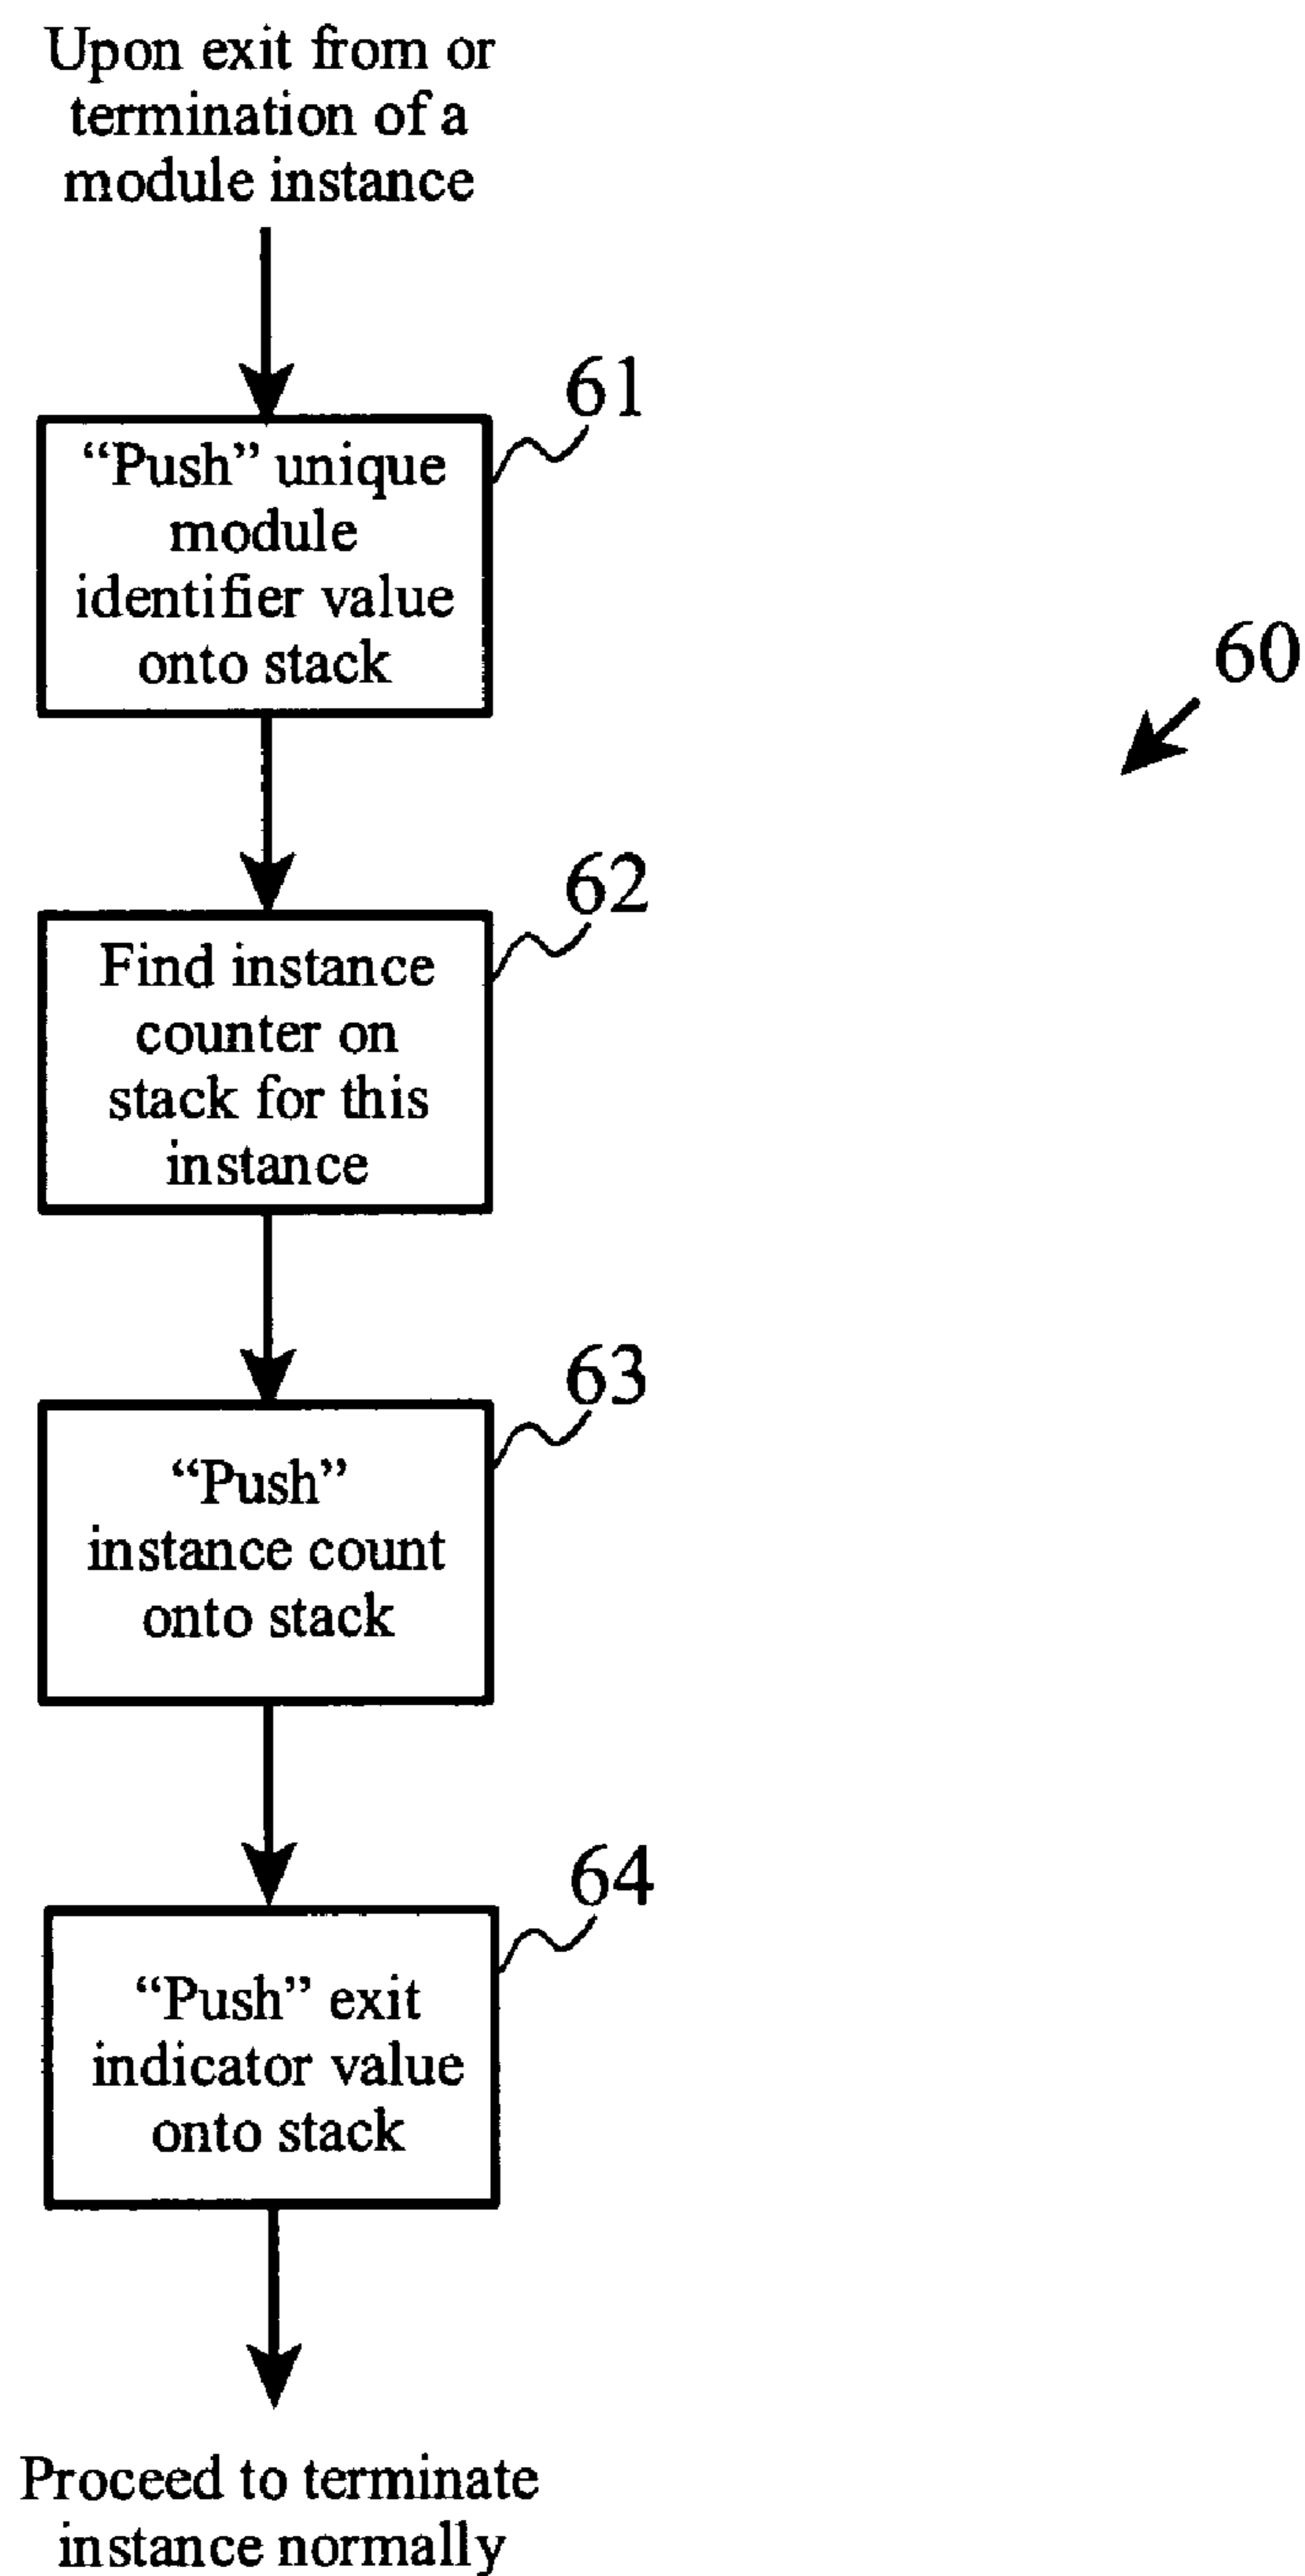 Upon exit from or
termination of a
module instance
61
“Push” unique
module
identifier value
onto stack
60
62
Find instance
counter on
stack for this
instance
63
“Push”
instance count
onto stack
64
“Push” exit
indicator value
onto stack
Proceed to terminate
instance normally